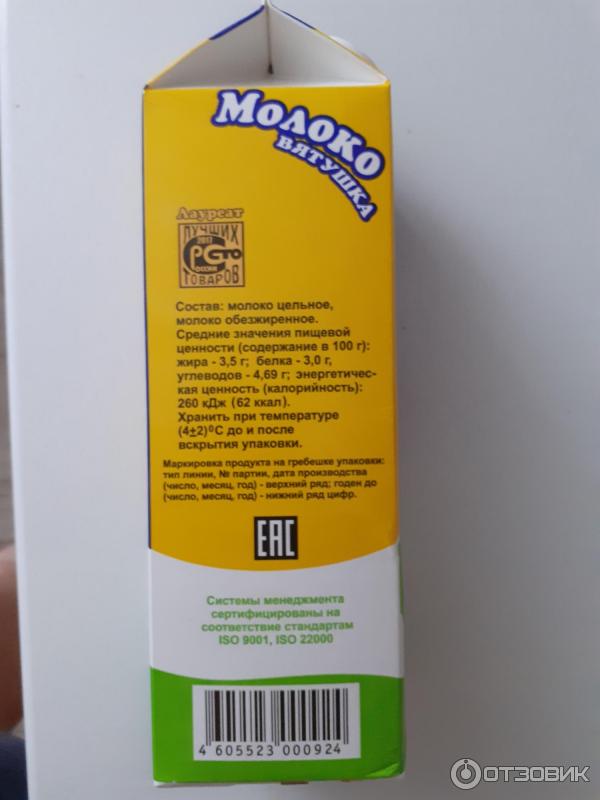 Молоко
ВЯТУШКА
Лауреат
ЛУЧШИХ
2017
РОССИИ
ТОВАРОВ
Состав: молоко цельное,
молоко обезжиренное.
Средние значения пищевой
ценности (содержание в 100 г):
жира - 3,5 г; белка - 3,0 г,
углеводов - 4,69 г; энергетичес-
кая ценность (калорийность):
260 кДж (62 ккал).
Хранить при температуре
(4±2)⁰С до и после
вскрытия упаковки.
Маркировка продукта на гребешке упаковки:
тип линии, № партии, дата производства
(число, месяц, год) - верхний ряд; годен до
(число, месяц, год) - нижний ряд цифр.
ЕАС
Системы менеджмента
сертифицированы на
соответствие стандартам
ISO 9001, ISO 22000
4 605523 000924
ОТЗОВИК